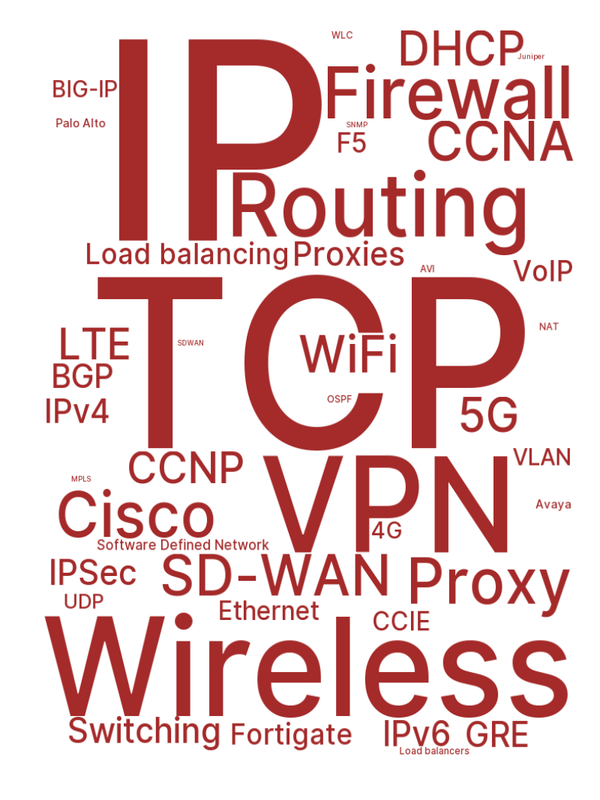 WLC
DHCP
Juniper
IP
Firewall
BIG-IP
Palo Alto
SNMP
F5
CCNA
Routing
Load balancing
Proxies
AVI
VoIP
TCP
NAT
LTE
SDWAN
WiFi
BGP
OSPF
IPv4
5G
CCNP
VPN
VLAN
MPLS
Cisco
Avaya
4G
Software Defined Network
IPSec
SD-WAN
Proxy
UDP
Ethernet
CCIE
Wireless
Switching
Fortigate
IPv6
GRE
Load balancers